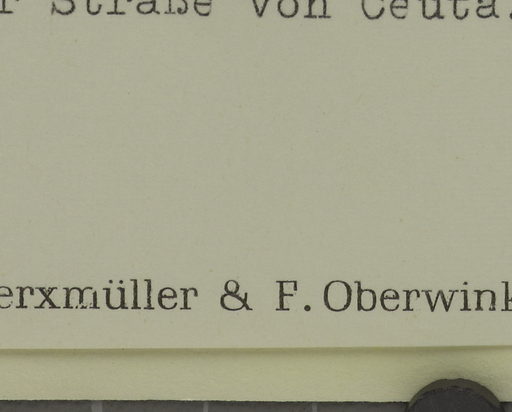 r Straße von Ceuta.
erxmüller & F. Oberwink